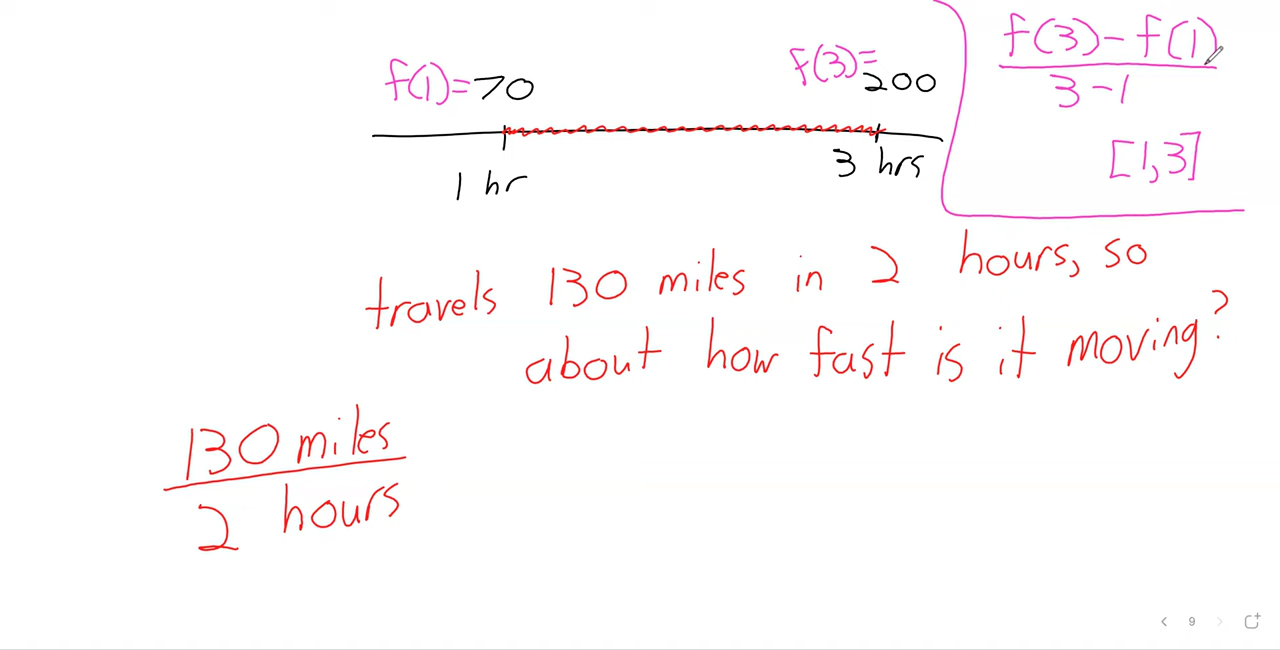 f(1)=70
f(3)=200
f(3)-f(1)
3-1
[1,3]
1 hr
3 hrs
travels 130 miles in 2 hours, so
about how fast is it moving?
130 miles
2 hours
< 9 >